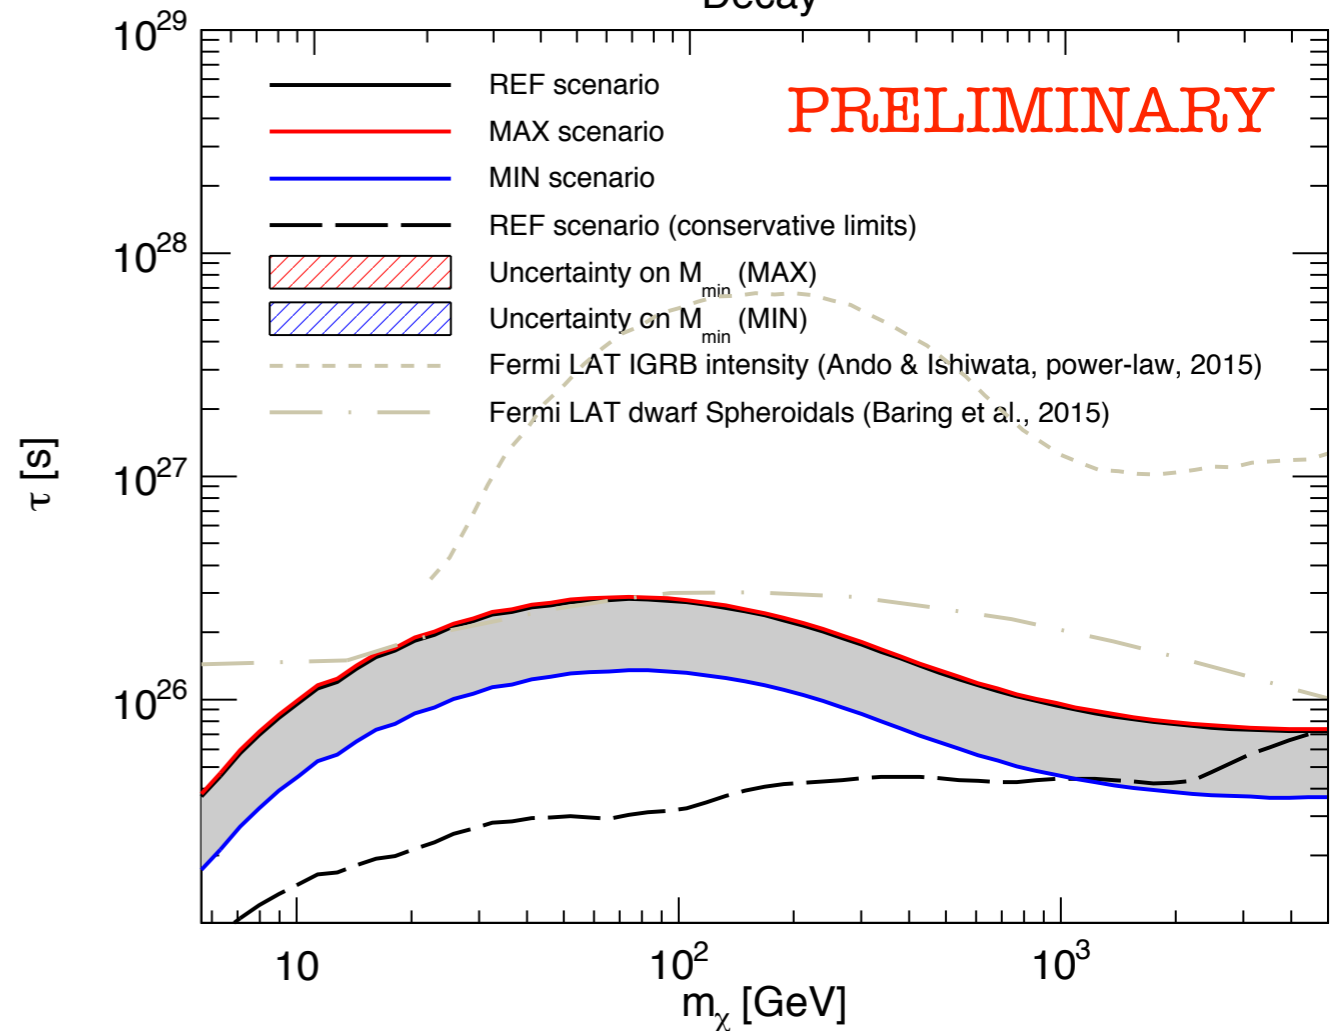 Decay
10^29
REF scenario
PRELIMINARY
MAX scenario
MIN scenario
REF scenario (conservative limits)
10^28
Uncertainty on M_min (MAX)
Uncertainty on M_min (MIN)
Fermi LAT IGRB intensity (Ando & Ishiwata, power-law, 2015)
Fermi LAT dwarf Spheroidals (Baring et al., 2015)
τ [s]
10^27
10^26
10
10^2
10^3
m_χ [GeV]